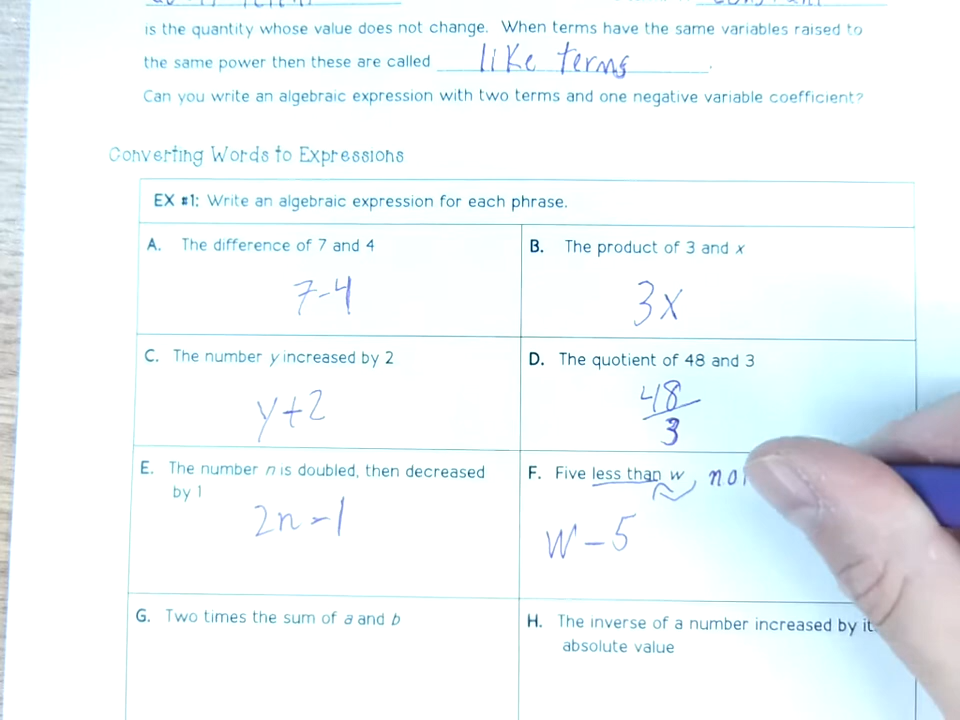 is the quantity whose value does not change. When terms have the same variables raised to
the same power then these are called like terms.
Can you write an algebraic expression with two terms and one negative variable coefficient?
Converting Words to Expressions
EX #1: Write an algebraic expression for each phrase.
A. The difference of 7 and 4
7-4
B. The product of 3 and x
3x
C. The number y increased by 2
y+2
D. The quotient of 48 and 3
48
3
E. The number n is doubled, then decreased
by 1
2n-1
F. Five less than w
w-5
G. Two times the sum of a and b
H. The inverse of a number increased by
absolute value